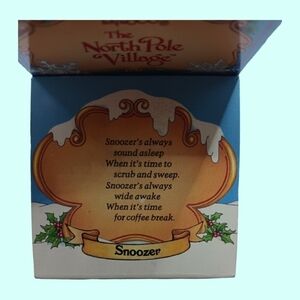 The
North Pole
Village
Snoozer's always
sound asleep
When it's time to
scrub and sweep.
Snoozer's always
wide awake
When it's time
for coffee break.
Snoozer